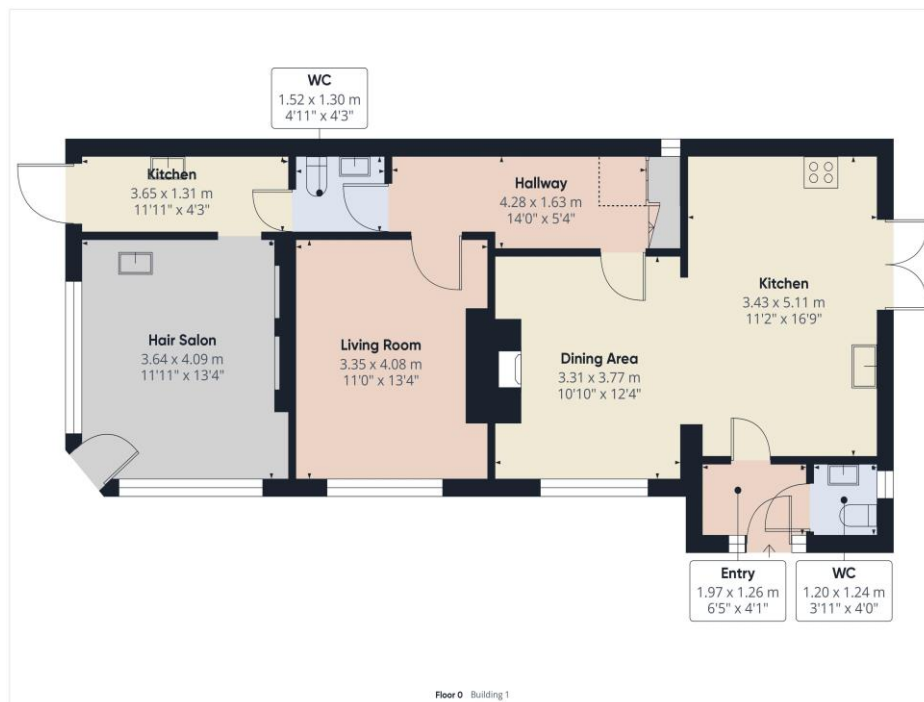 WC
1.52 x 1.30 m
4'11" x 4'3"
Kitchen
3.65 x 1.31 m
11'11" x 4'3"
Hallway
4.28 x 1.63 m
14'0" x 5'4"
Kitchen
3.43 x 5.11 m
11'2" x 16'9"
Hair Salon
3.64 x 4.09 m
11'11" x 13'4"
Living Room
3.35 x 4.08 m
11'0" x 13'4"
Dining Area
3.31 x 3.77 m
10'10" x 12'4"
Entry
1.97 x 1.26 m
6'5" x 4'1"
WC
1.20 x 1.24 m
3'11" x 4'0"
Floor 0 Building 1